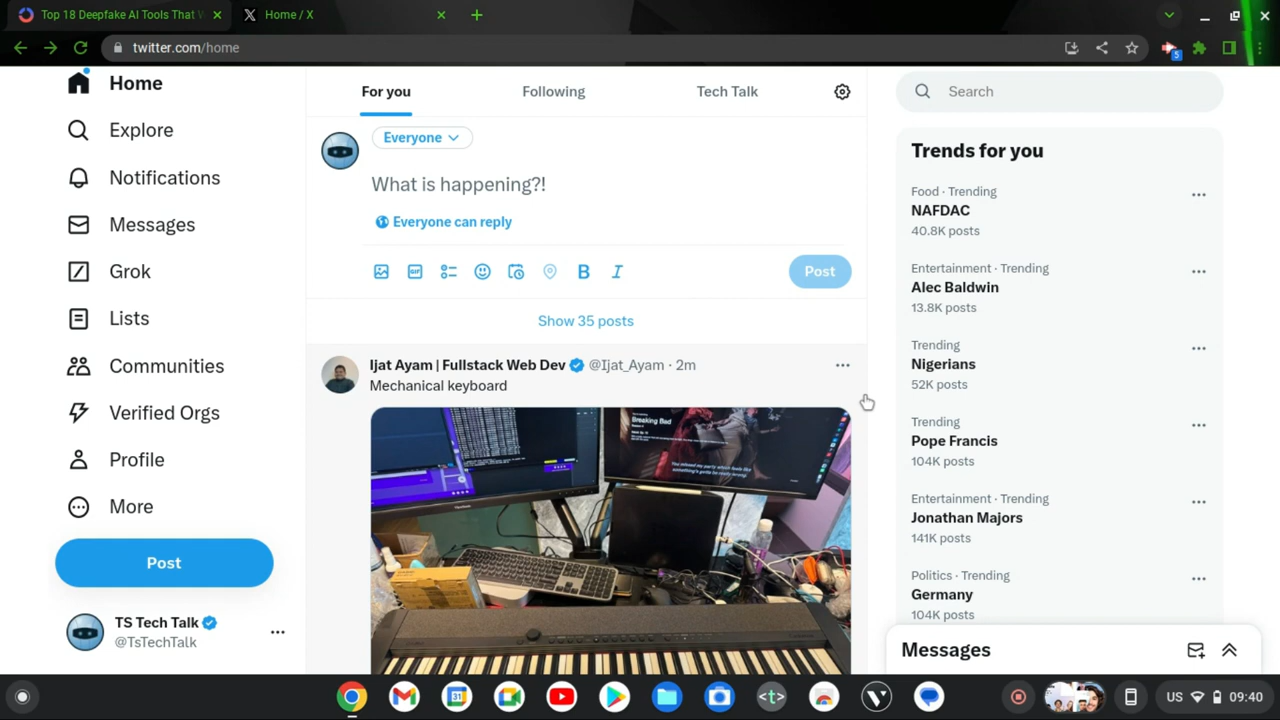 Top 18 Deepfake AI Tools That
Home / X
twitter.com/home
5
Home
Explore
Notifications
Messages
Grok
Lists
Communities
Verified Orgs
Profile
More
Post
TS Tech Talk
@TsTechTalk
For you
Following
Tech Talk
Everyone
What is happening?!
Everyone can reply
GIF
B I
Post
Show 35 posts
Ijat Ayam | Fullstack Web Dev @Ijat_Ayam · 2m
Mechanical keyboard
Breaking Bad
Search
Trends for you
Food · Trending
NAFDAC
40.8K posts
Entertainment · Trending
Alec Baldwin
13.8K posts
Trending
Nigerians
52K posts
Trending
Pope Francis
104K posts
Entertainment · Trending
Jonathan Majors
141K posts
Politics · Trending
Germany
104K posts
Messages
31
<t>
US
09:40